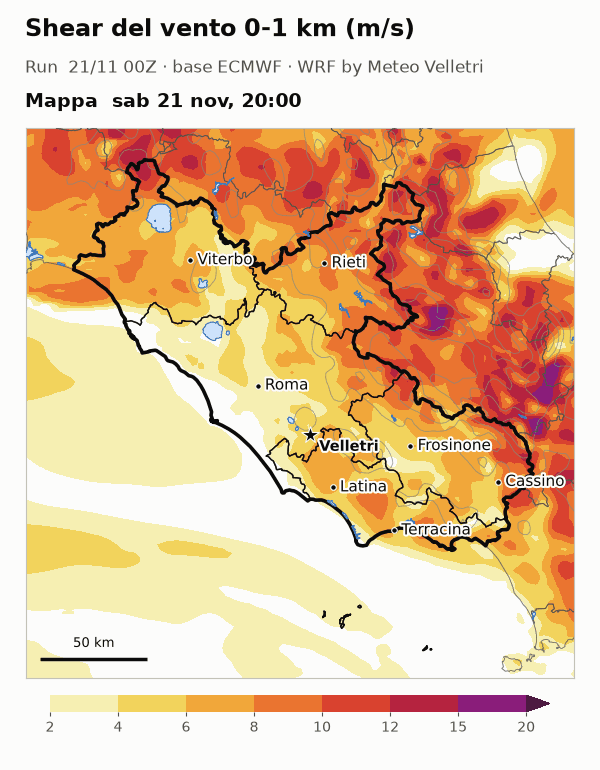 Shear del vento 0-1 km (m/s)
Run  21/11 00Z · base ECMWF · WRF by Meteo Velletri
Mappa  sab 21 nov, 20:00
Viterbo
Rieti
Roma
Velletri
Frosinone
Latina
Cassino
Terracina
50 km
2 4 6 8 10 12 15 20